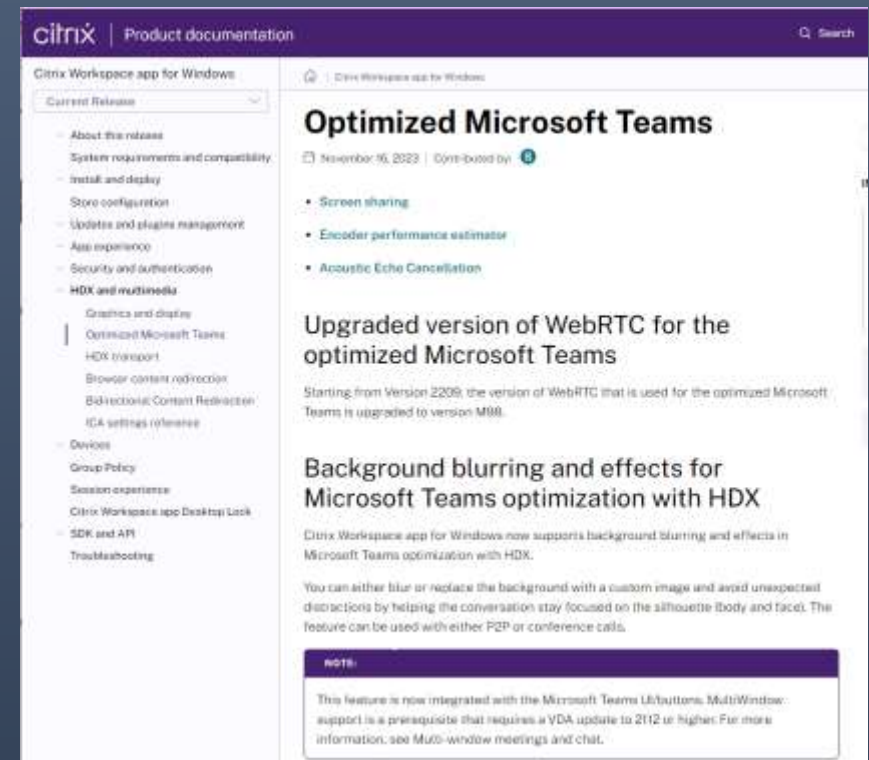 citrix | Product documentation
Search
Citrix Workspace app for Windows
Current Release
About this release
System requirements and compatibility
Install and deploy
Store configuration
Updates and plugins management
App experience
Security and authentication
HDX and multimedia
Graphics and display
Optimized Microsoft Teams
HDX transport
Browser content redirection
Bidirectional Content Redirection
ICA settings reference
Devices
Group Policy
Session experience
Citrix Workspace app Desktop Lock
SDK and API
Troubleshooting
Citrix Workspace app for Windows
Optimized Microsoft Teams
November 16, 2023 | Contributed by:
• Screen sharing
• Encoder performance estimator
• Acoustic Echo Cancellation
Upgraded version of WebRTC for the
optimized Microsoft Teams
Starting from Version 2209, the version of WebRTC that is used for the optimized Microsoft
Teams is upgraded to version M98.
Background blurring and effects for
Microsoft Teams optimization with HDX
Citrix Workspace app for Windows now supports background blurring and effects in
Microsoft Teams optimization with HDX.
You can either blur or replace the background with a custom image and avoid unexpected
distractions by helping the conversation stay focused on the silhouette (body and face). The
feature can be used with either P2P or conference calls.
NOTE:
This feature is now integrated with the Microsoft Teams UI/buttons. MultiWindow
support is a prerequisite that requires a VDA update to 2112 or higher. For more
information, see Multi-window meetings and chat.